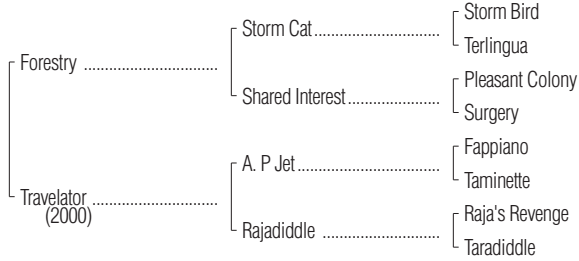 Storm Bird
Storm Cat
Terlingua
Forestry
Pleasant Colony
Shared Interest
Surgery
Fappiano
A. P Jet
Taminette
Travelator
(2000)
Raja's Revenge
Rajadiddle
Taradiddle